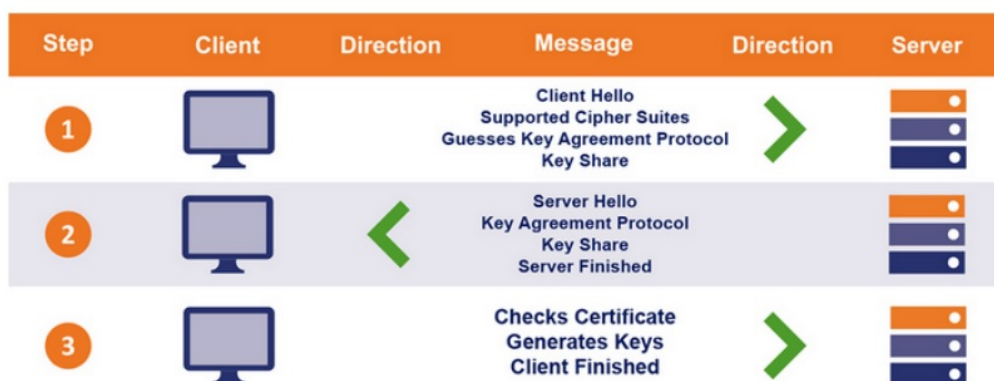 Step Client Direction Message Direction Server
1
Client Hello
Supported Cipher Suites
Guesses Key Agreement Protocol
Key Share
2
Server Hello
Key Agreement Protocol
Key Share
Server Finished
3
Checks Certificate
Generates Keys
Client Finished